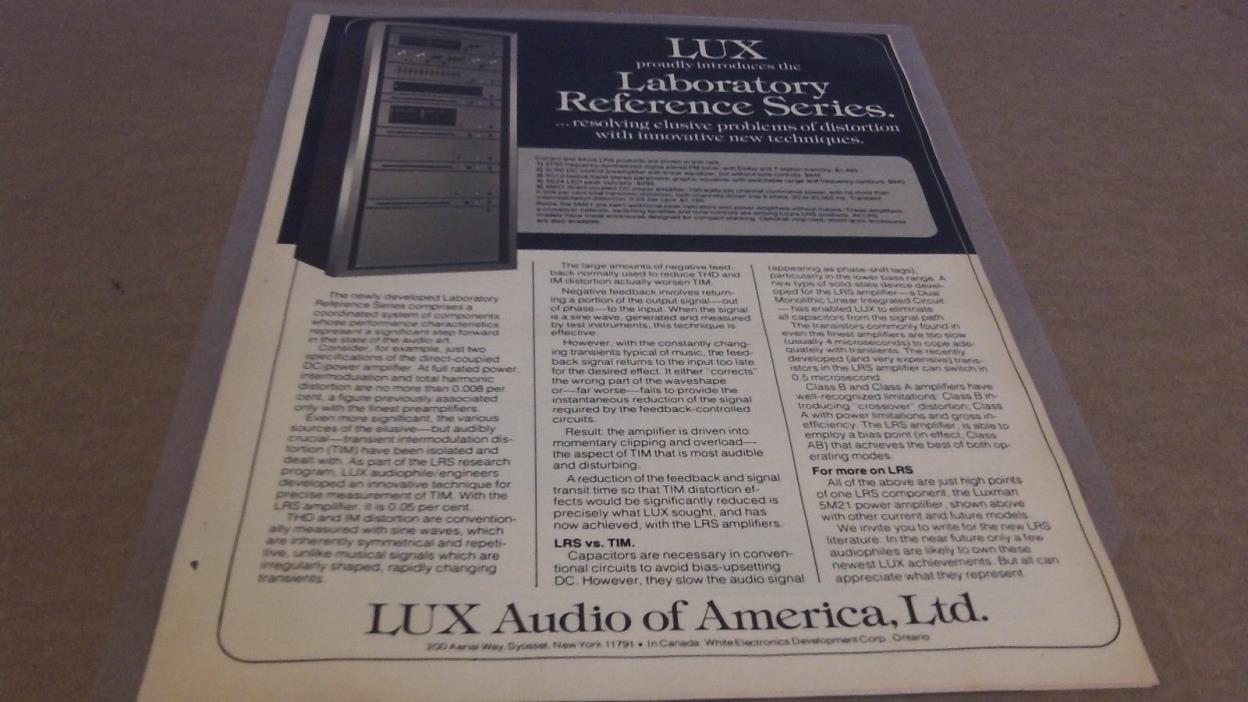 LUX
proudly introduces the
Laboratory
Reference Series.
...resolving elusive problems of distortion
with innovative new techniques.
Current and future LRS products are shown in this rack.
The newly developed Laboratory
Reference Series comprises a
coordinated system of components
whose performance characteristics
represent a significant step forward
in the state of the audio art.
Consider, for example, just two
specifications of the direct-coupled
DC power amplifier. At full rated power,
intermodulation and total harmonic
distortion are no more than 0.008 per
cent, a figure previously associated
only with the finest preamplifiers.
Even more significant, the various
sources of the elusive—but audibly
crucial—transient intermodulation dis-
tortion (TIM) have been isolated and
dealt with. As part of the LRS research
program, LUX audiophile/engineers
developed an innovative technique for
precise measurement of TIM. With the
LRS amplifier, it is 0.05 per cent.
THD and IM distortion are convention-
ally measured with sine waves, which
are inherently symmetrical and repeti-
tive, unlike musical signals which are
irregularly shaped, rapidly changing
transients.
The large amounts of negative feed-
back normally used to reduce THD and
IM distortion actually worsen TIM.
Negative feedback involves return-
ing a portion of the output signal—out
of phase—to the input. When the signal
is a sine wave, generated and measured
by test instruments, this technique is
effective.
However, with the constantly chang-
ing transients typical of music, the feed-
back signal returns to the input too late
for the desired effect. It either "corrects"
the wrong part of the waveshape
or—far worse—fails to provide the
instantaneous reduction of the signal
required by the feedback-controlled
circuits.
Result: the amplifier is driven into
momentary clipping and overload—
the aspect of TIM that is most audible
and disturbing.
A reduction of the feedback and signal
transit time so that TIM distortion ef-
fects would be significantly reduced is
precisely what LUX sought, and has
now achieved, with the LRS amplifiers.
LRS vs. TIM.
Capacitors are necessary in conven-
tional circuits to avoid bias-upsetting
DC. However, they slow the audio signal
(appearing as phase-shift lags),
particularly in the lower bass range. A
new type of solid-state device devel-
oped for the LRS amplifier—a Dual
Monolithic Linear Integrated Circuit
—has enabled LUX to eliminate
all capacitors from the signal path.
The transistors commonly found in
even the finest amplifiers are too slow
(usually 4 microseconds) to cope ade-
quately with transients. The recently
developed (and very expensive) trans-
istors in the LRS amplifier can switch in
0.5 microsecond.
Class B and Class A amplifiers have
well-recognized limitations: Class B in-
troducing "crossover" distortion; Class
A with power limitations and gross in-
efficiency. The LRS amplifier, is able to
employ a bias point (in effect, Class
AB) that achieves the best of both op-
erating modes.
For more on LRS
All of the above are just high points
of one LRS component, the Luxman
5M21 power amplifier, shown above
with other current and future models.
We invite you to write for the new LRS
literature. In the near future only a few
audiophiles are likely to own these
newest LUX achievements. But all can
appreciate what they represent.
LUX Audio of America, Ltd.
200 Aerial Way, Syosset, New York 11791 • In Canada: White Electronics Development Corp., Ontario